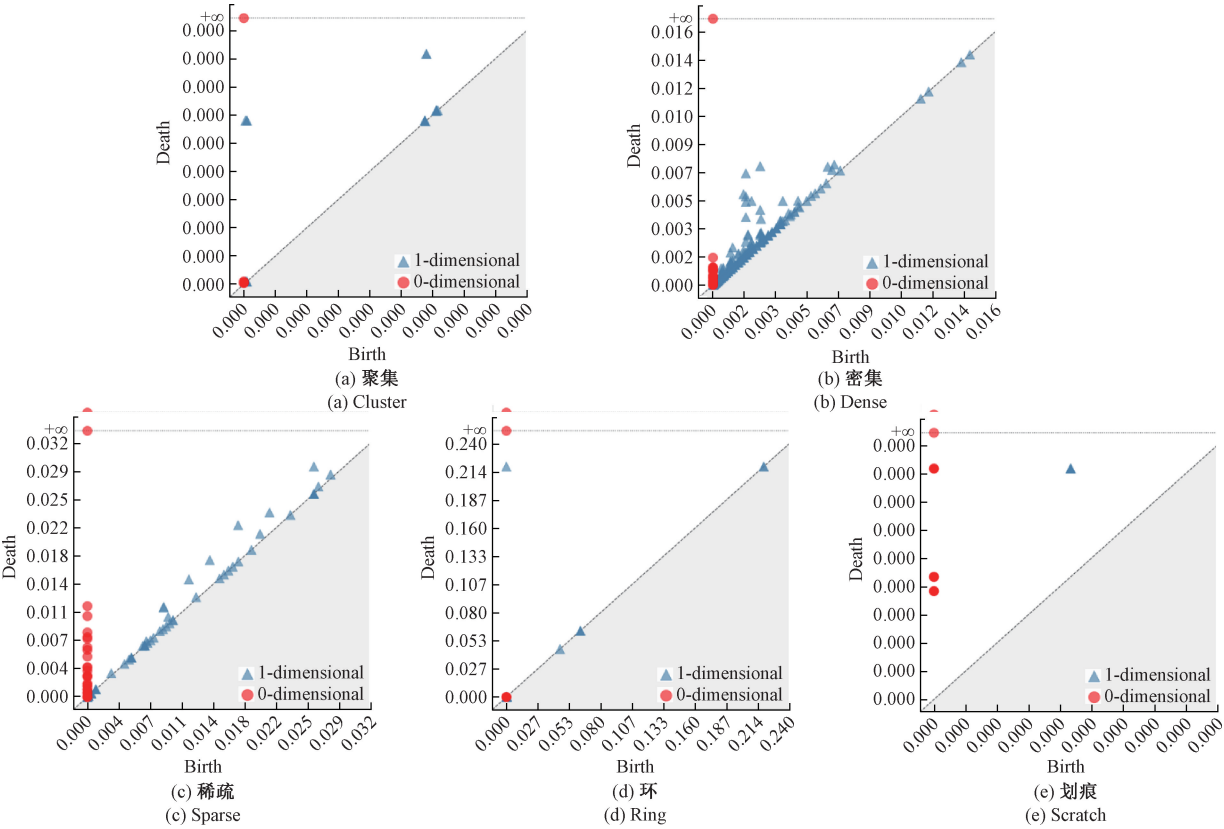 +∞
0.000
0.000
0.000
0.000
0.000
0.000
0.000
0.000
0.000
0.000
Death
1-dimensional
0-dimensional
0.000 0.000 0.000 0.000 0.000 0.000 0.000 0.000 0.000 0.000
Birth
(a) 聚集
(a) Cluster
+∞
0.016
0.014
0.012
0.010
0.009
0.007
0.005
0.003
0.002
0.000
Death
1-dimensional
0-dimensional
0.000 0.002 0.003 0.005 0.007 0.009 0.010 0.012 0.014 0.016
Birth
(b) 密集
(b) Dense
+∞
0.032
0.029
0.025
0.022
0.018
0.014
0.011
0.007
0.004
0.000
Death
1-dimensional
0-dimensional
0.000 0.004 0.007 0.011 0.014 0.018 0.022 0.025 0.029 0.032
Birth
(c) 稀疏
(c) Sparse
+∞
0.240
0.214
0.187
0.160
0.133
0.107
0.080
0.053
0.027
0.000
Death
1-dimensional
0-dimensional
0.000 0.027 0.053 0.080 0.107 0.133 0.160 0.187 0.214 0.240
Birth
(d) 环
(d) Ring
+∞
0.000
0.000
0.000
0.000
0.000
0.000
0.000
0.000
0.000
0.000
Death
1-dimensional
0-dimensional
0.000 0.000 0.000 0.000 0.000 0.000 0.000 0.000 0.000 0.000
Birth
(e) 划痕
(e) Scratch